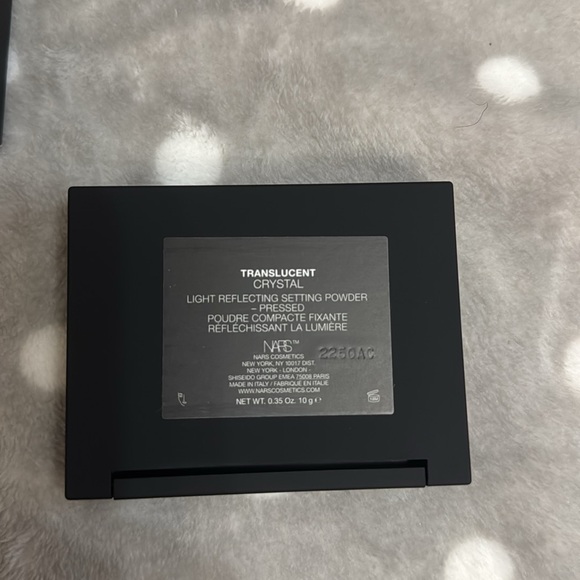 TRANSLUCENT
CRYSTAL
LIGHT REFLECTING SETTING POWDER
– PRESSED
POUDRE COMPACTE FIXANTE
RÉFLÉCHISSANT LA LUMIÈRE
NARS™
NARS COSMETICS
NEW YORK, NY 10017 DIST.
NEW YORK - LONDON -
SHISEIDO GROUP EMEA 75008 PARIS
MADE IN ITALY / FABRIQUÉ EN ITALIE
WWW.NARSCOSMETICS.COM
NET WT. 0.35 Oz. 10 g ℮